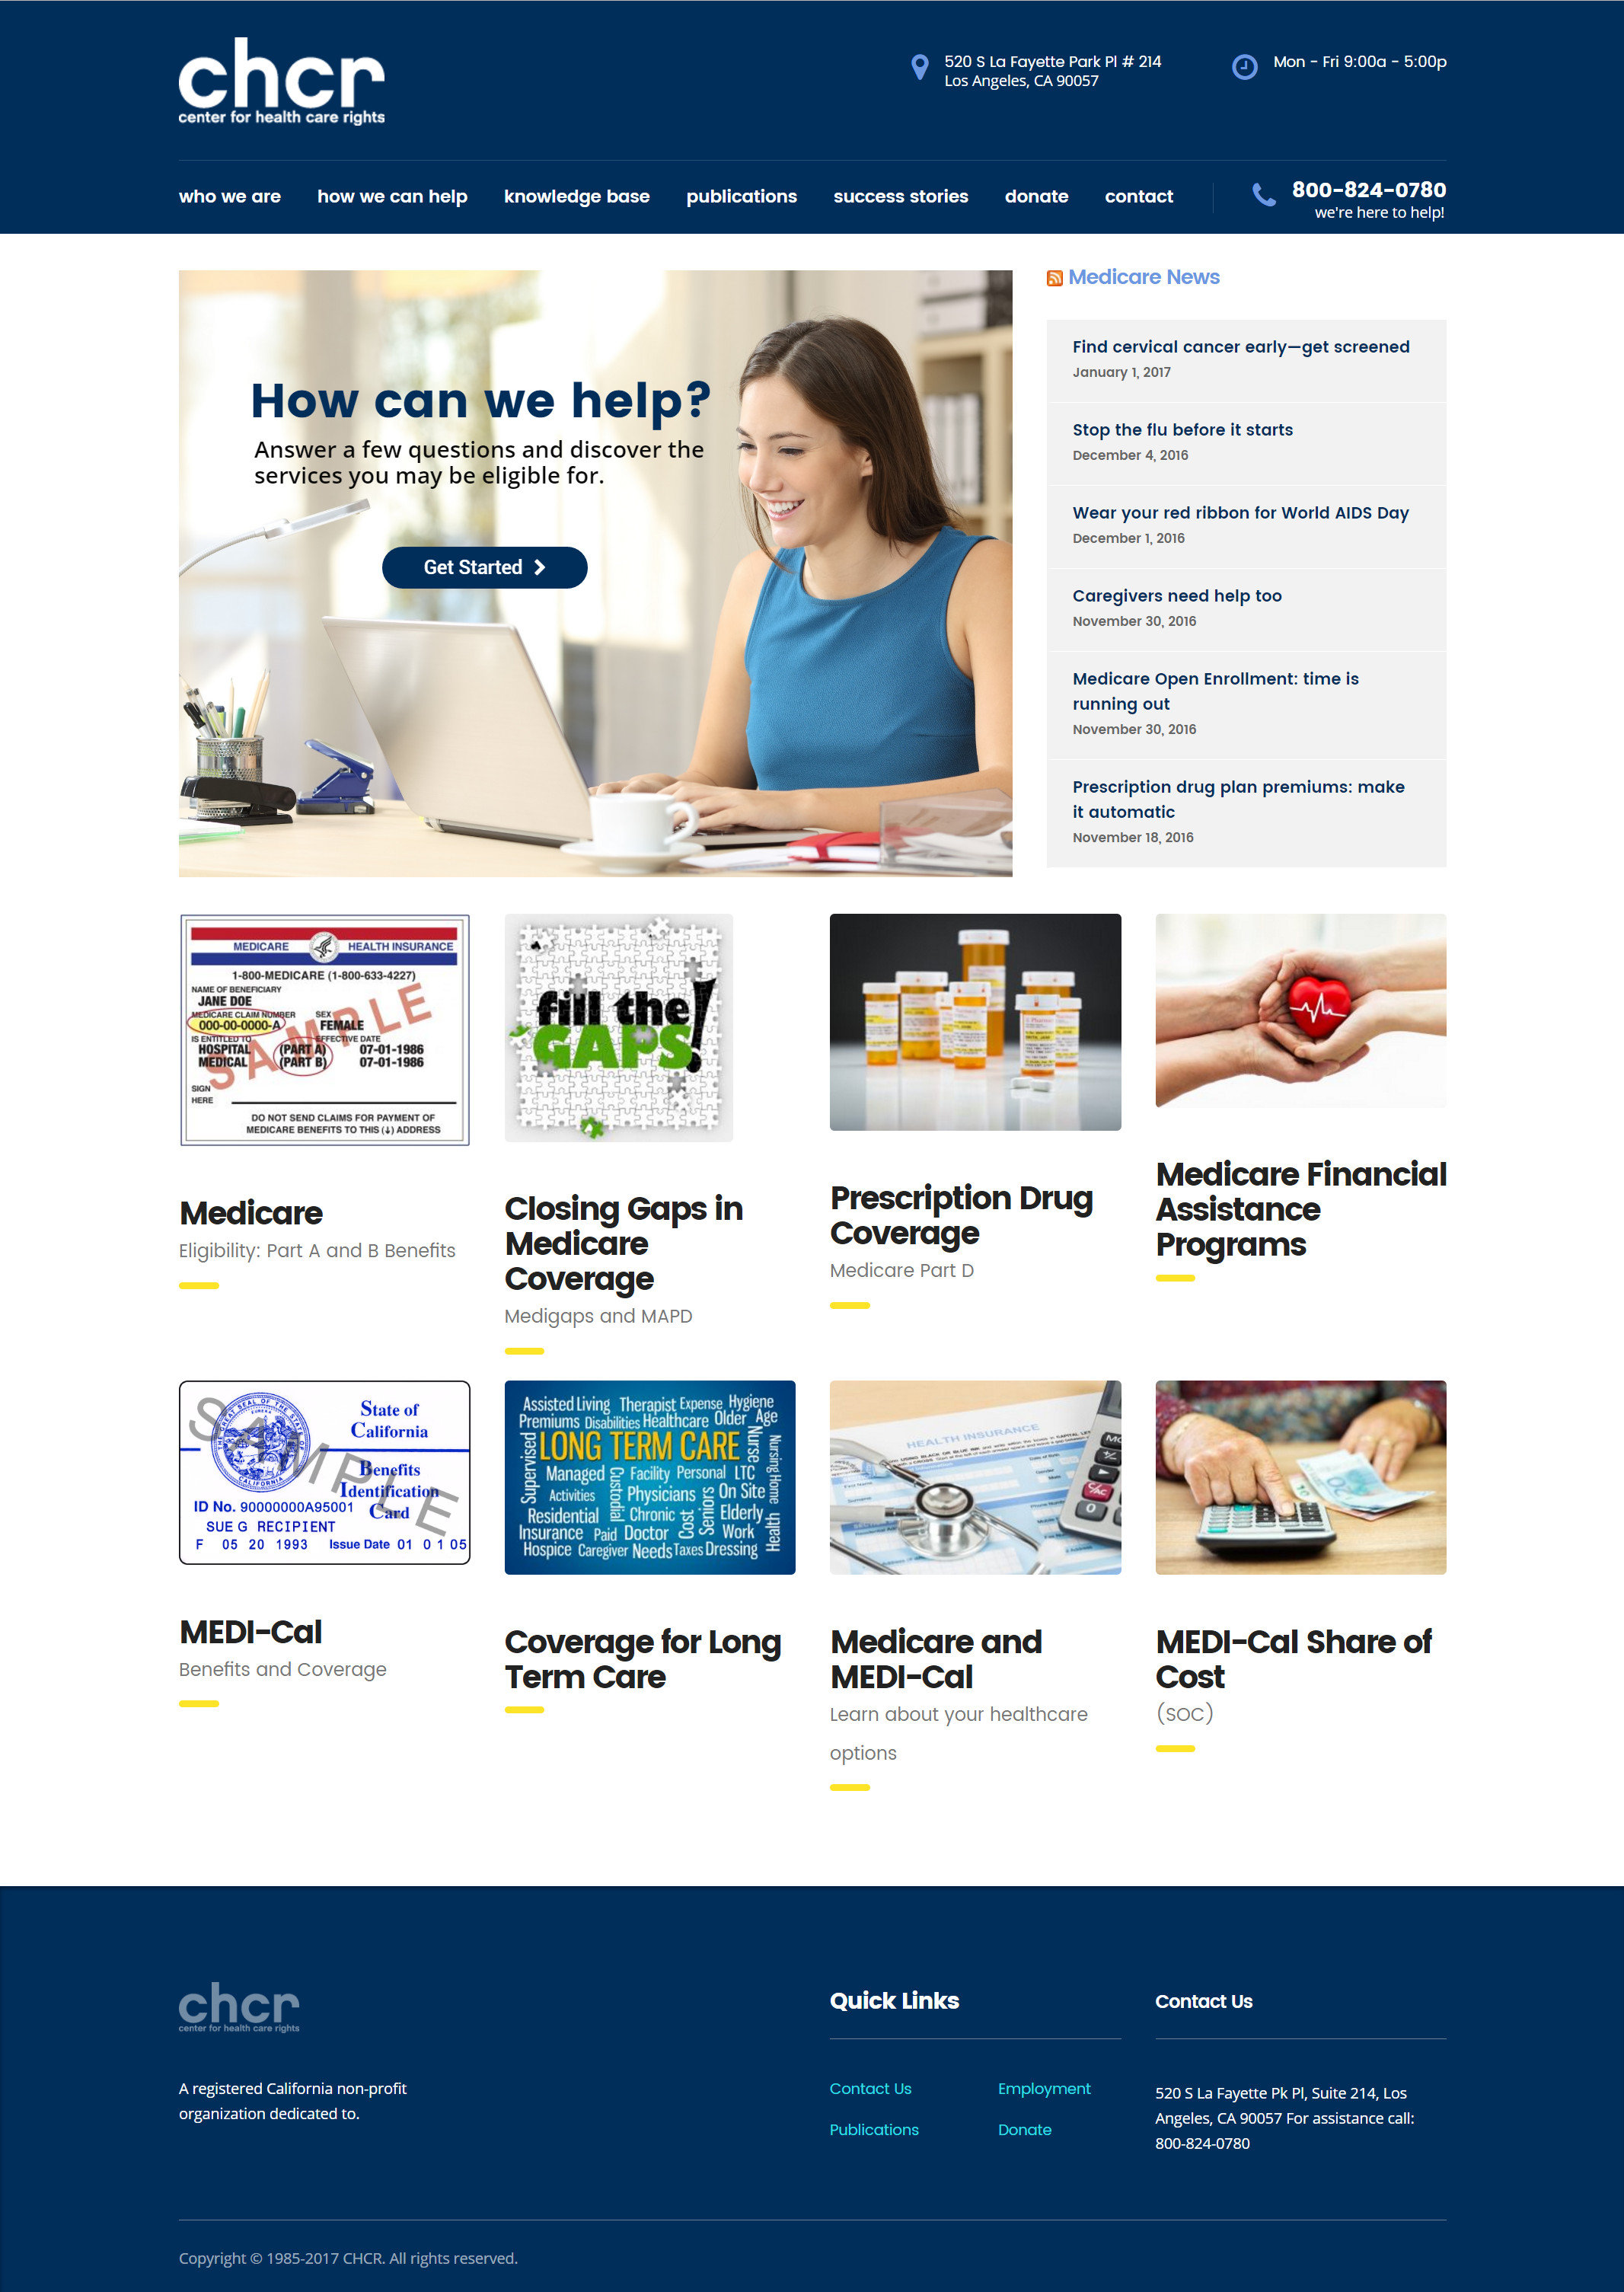 chcr
center for health care rights
520 S La Fayette Park Pl # 214
Los Angeles, CA 90057
Mon - Fri 9:00a - 5:00p
who we are
how we can help
knowledge base
publications
success stories
donate
contact
800-824-0780
we're here to help!
How can we help?
Answer a few questions and discover the
services you may be eligible for.
Get Started
Medicare News
Find cervical cancer early—get screened
January 1, 2017
Stop the flu before it starts
December 4, 2016
Wear your red ribbon for World AIDS Day
December 1, 2016
Caregivers need help too
November 30, 2016
Medicare Open Enrollment: time is
running out
November 30, 2016
Prescription drug plan premiums: make
it automatic
November 18, 2016
MEDICARE HEALTH INSURANCE
1-800-MEDICARE (1-800-633-4227)
NAME OF BENEFICIARY
JANE DOE
MEDICARE CLAIM NUMBER SEX
000-00-0000-A FEMALE
IS ENTITLED TO EFFECTIVE DATE
HOSPITAL (PART A) 07-01-1986
MEDICAL (PART B) 07-01-1986
SIGN
HERE
DO NOT SEND CLAIMS FOR PAYMENT OF
MEDICARE BENEFITS TO THIS (↓) ADDRESS
SAMPLE
fill the
GAPS!
Medicare
Eligibility: Part A and B Benefits
Closing Gaps in
Medicare
Coverage
Medigaps and MAPD
Prescription Drug
Coverage
Medicare Part D
Medicare Financial
Assistance
Programs
State of
California
Benefits
Identification
Card
ID No. 90000000A95001
SUE G RECIPIENT
F 05 20 1993 Issue Date 01 01 05
SAMPLE
Assisted Living Therapist Expense Hygiene
Premiums Disabilities Healthcare Older Age
Supervised LONG TERM CARE Nurse Nursing Home
Managed Custodial Facility Personal LTC
Activities Physicians Seniors On Site
Residential Chronic Cost Elderly
Insurance Paid Doctor Work Health
Hospice Caregiver Needs Taxes Dressing
HEALTH INSURANCE
MEDI-Cal
Benefits and Coverage
Coverage for Long
Term Care
Medicare and
MEDI-Cal
Learn about your healthcare
options
MEDI-Cal Share of
Cost
(SOC)
chcr
center for health care rights
A registered California non-profit
organization dedicated to.
Quick Links
Contact Us
Employment
Publications
Donate
Contact Us
520 S La Fayette Pk Pl, Suite 214, Los
Angeles, CA 90057 For assistance call:
800-824-0780
Copyright © 1985-2017 CHCR. All rights reserved.